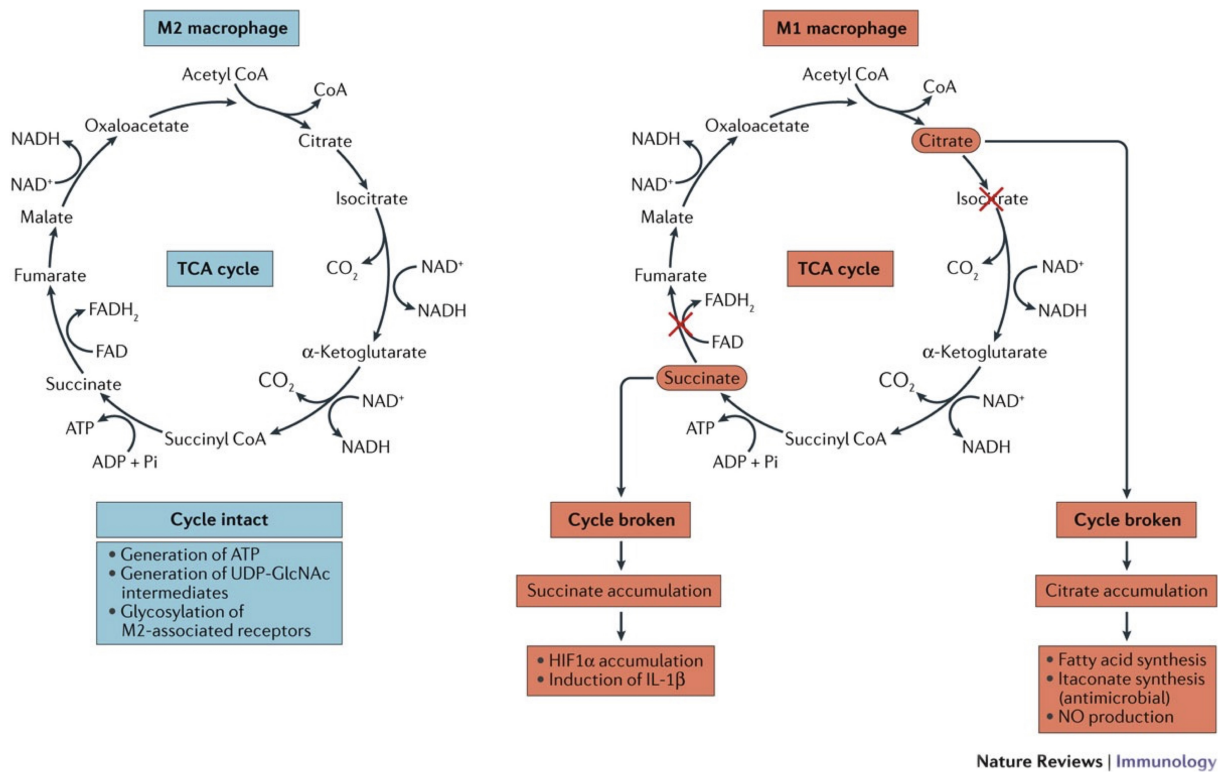 M2 macrophage
Acetyl CoA
CoA
Oxaloacetate
Citrate
NADH
NAD⁺
Isocitrate
Malate
TCA cycle
CO₂
NAD⁺
Fumarate
NADH
FADH₂
FAD
α-Ketoglutarate
Succinate
CO₂
NAD⁺
ATP
Succinyl CoA
NADH
ADP + Pi
Cycle intact
• Generation of ATP
• Generation of UDP-GlcNAc
intermediates
• Glycosylation of
M2-associated receptors
M1 macrophage
Acetyl CoA
CoA
Oxaloacetate
Citrate
NADH
NAD⁺
Isocitrate
Malate
TCA cycle
CO₂
NAD⁺
Fumarate
NADH
FADH₂
FAD
α-Ketoglutarate
Succinate
CO₂
NAD⁺
ATP
Succinyl CoA
NADH
ADP + Pi
Cycle broken
Succinate accumulation
• HIF1α accumulation
• Induction of IL-1β
Cycle broken
Citrate accumulation
• Fatty acid synthesis
• Itaconate synthesis
(antimicrobial)
• NO production
Nature Reviews | Immunology